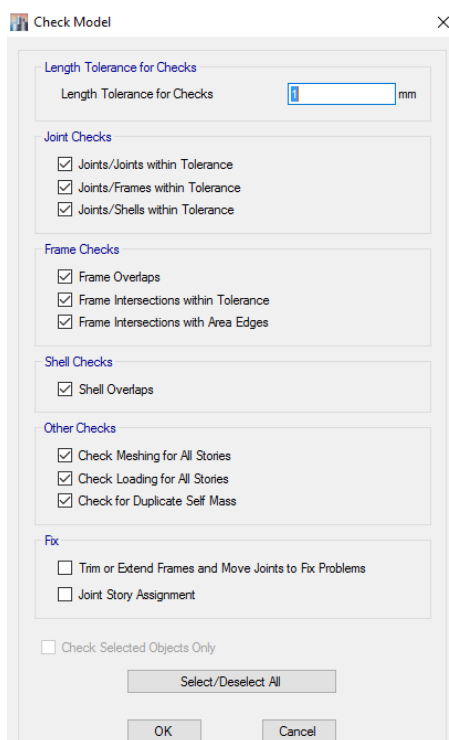 Check Model
Length Tolerance for Checks
Length Tolerance for Checks 1 mm
Joint Checks
Joints/Joints within Tolerance
Joints/Frames within Tolerance
Joints/Shells within Tolerance
Frame Checks
Frame Overlaps
Frame Intersections within Tolerance
Frame Intersections with Area Edges
Shell Checks
Shell Overlaps
Other Checks
Check Meshing for All Stories
Check Loading for All Stories
Check for Duplicate Self Mass
Fix
Trim or Extend Frames and Move Joints to Fix Problems
Joint Story Assignment
Check Selected Objects Only
Select/Deselect All
OK Cancel